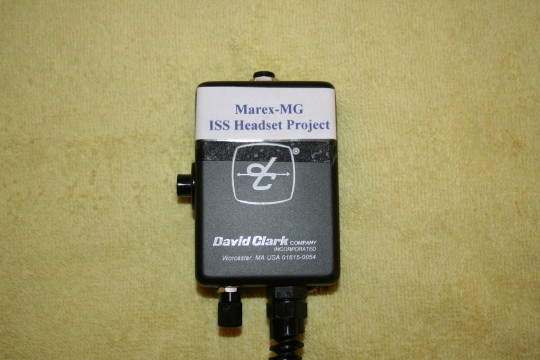 Marex-MG
ISS Headset Project
®
David Clark COMPANY
INCORPORATED
Worcester, MA USA 01615-0054